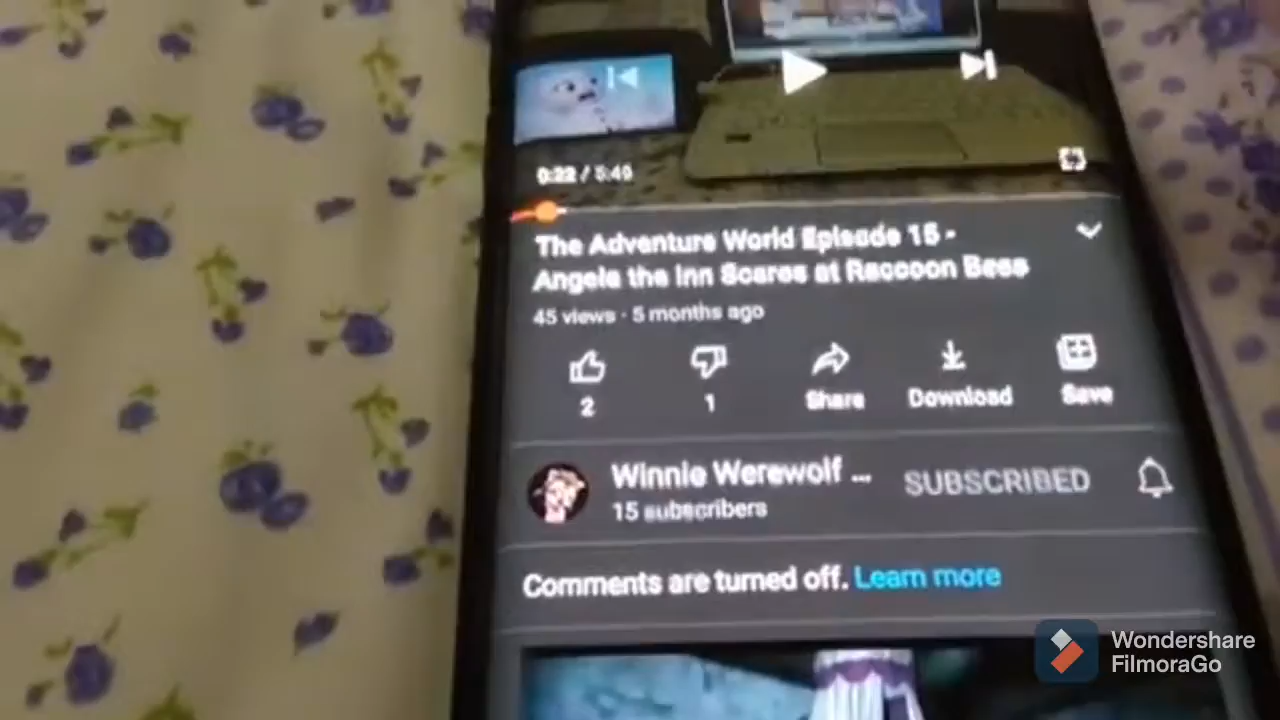 0:22 / 5:49
The Adventure World Episode 15 -
Angela the Inn Scares at Raccoon Bees
45 views · 5 months ago
2
1
Share
Download
Save
Winnie Werewolf ...
SUBSCRIBED
15 subscribers
Comments are turned off. Learn more
Wondershare
FilmoraGo